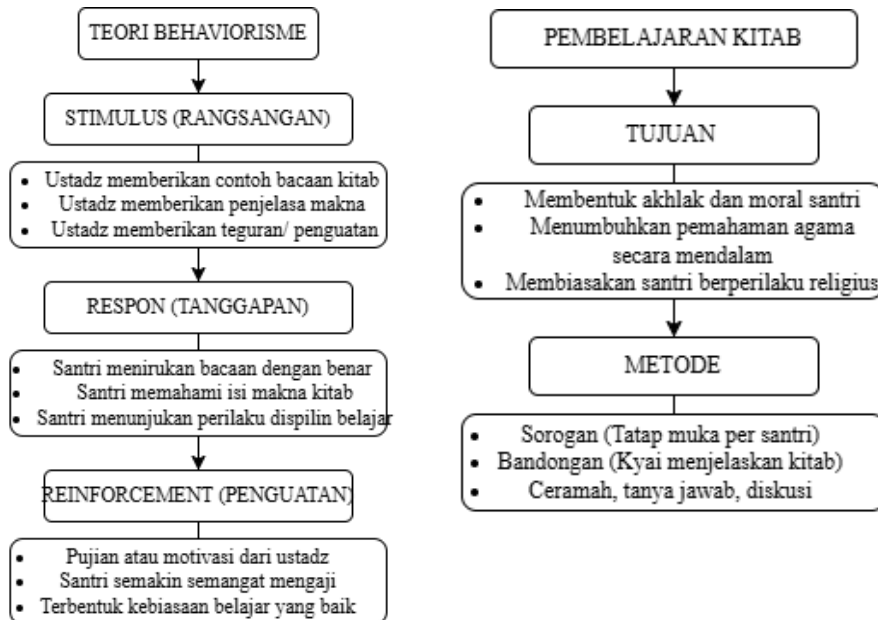 TEORI BEHAVIORISME
STIMULUS (RANGSANGAN)
• Ustadz memberikan contoh bacaan kitab
• Ustadz memberikan penjelasa makna
• Ustadz memberikan teguran/ penguatan
RESPON (TANGGAPAN)
• Santri menirukan bacaan dengan benar
• Santri memahami isi makna kitab
• Santri menunjukan perilaku dispilin belajar
REINFORCEMENT (PENGUATAN)
• Pujian atau motivasi dari ustadz
• Santri semakin semangat mengaji
• Terbentuk kebiasaan belajar yang baik
PEMBELAJARAN KITAB
TUJUAN
• Membentuk akhlak dan moral santri
• Menumbuhkan pemahaman agama
secara mendalam
• Membiasakan santri berperilaku religius
METODE
• Sorogan (Tatap muka per santri)
• Bandongan (Kyai menjelaskan kitab)
• Ceramah, tanya jawab, diskusi